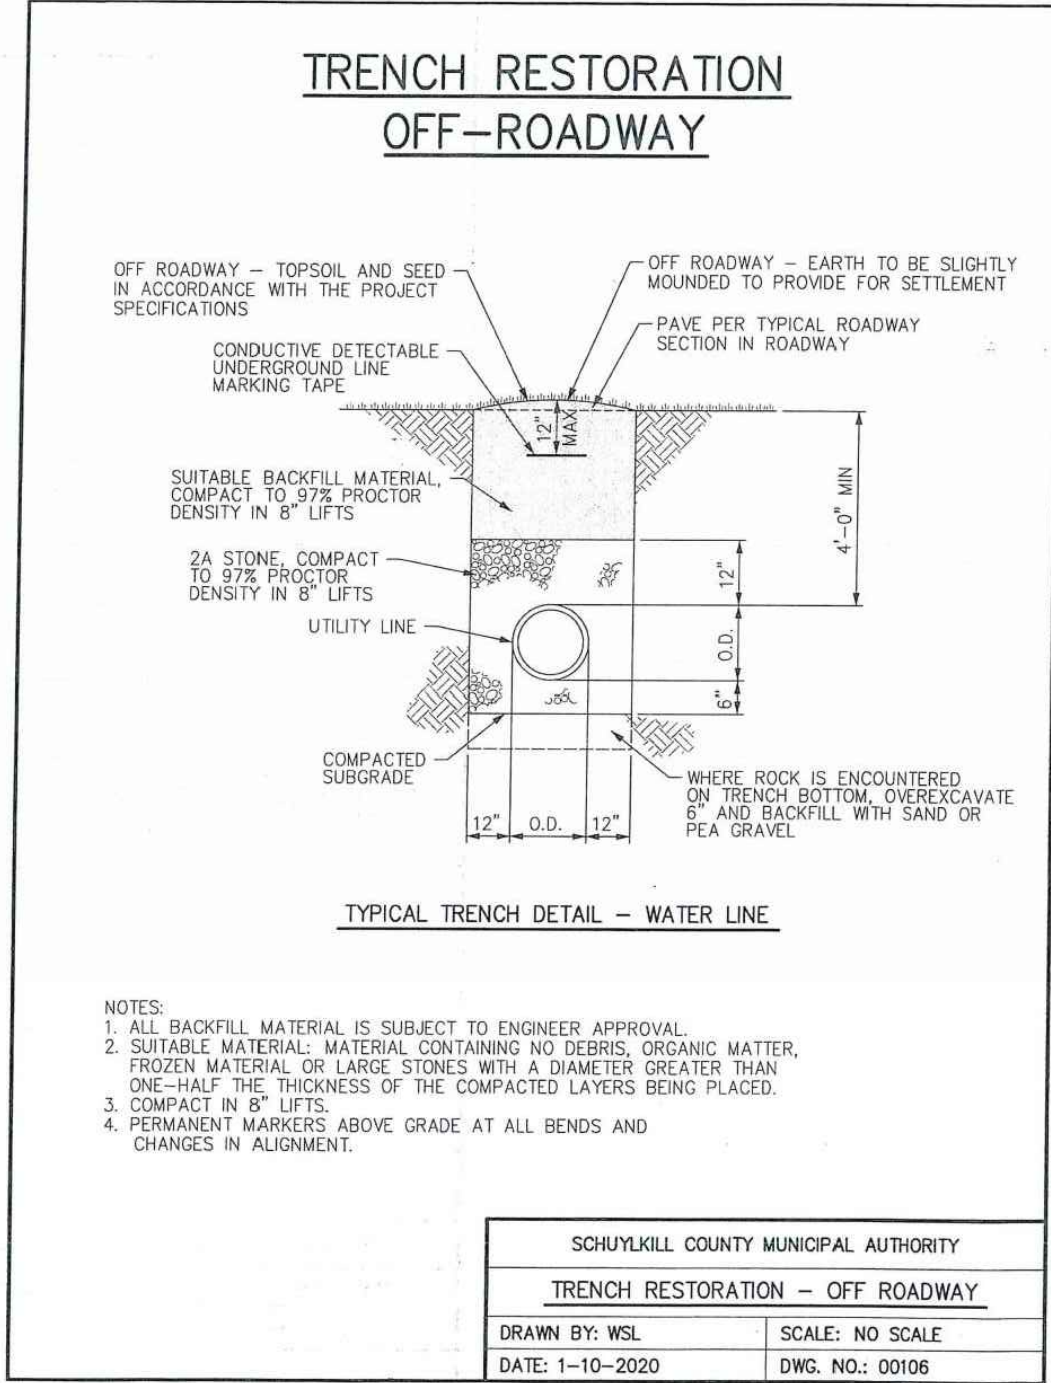 TRENCH RESTORATION
OFF-ROADWAY
OFF ROADWAY – TOPSOIL AND SEED
IN ACCORDANCE WITH THE PROJECT
SPECIFICATIONS
OFF ROADWAY – EARTH TO BE SLIGHTLY
MOUNDED TO PROVIDE FOR SETTLEMENT
PAVE PER TYPICAL ROADWAY
SECTION IN ROADWAY
CONDUCTIVE DETECTABLE
UNDERGROUND LINE
MARKING TAPE
12"
MAX
SUITABLE BACKFILL MATERIAL,
COMPACT TO 97% PROCTOR
DENSITY IN 8" LIFTS
4'-0" MIN
2A STONE, COMPACT
TO 97% PROCTOR
DENSITY IN 8" LIFTS
12"
UTILITY LINE
O.D.
6"
COMPACTED
SUBGRADE
WHERE ROCK IS ENCOUNTERED
ON TRENCH BOTTOM, OVEREXCAVATE
6" AND BACKFILL WITH SAND OR
PEA GRAVEL
12" O.D. 12"
TYPICAL TRENCH DETAIL – WATER LINE
NOTES:
1. ALL BACKFILL MATERIAL IS SUBJECT TO ENGINEER APPROVAL.
2. SUITABLE MATERIAL: MATERIAL CONTAINING NO DEBRIS, ORGANIC MATTER,
FROZEN MATERIAL OR LARGE STONES WITH A DIAMETER GREATER THAN
ONE-HALF THE THICKNESS OF THE COMPACTED LAYERS BEING PLACED.
3. COMPACT IN 8" LIFTS.
4. PERMANENT MARKERS ABOVE GRADE AT ALL BENDS AND
CHANGES IN ALIGNMENT.
SCHUYLKILL COUNTY MUNICIPAL AUTHORITY
TRENCH RESTORATION – OFF ROADWAY
DRAWN BY: WSL
SCALE: NO SCALE
DATE: 1-10-2020
DWG. NO.: 00106